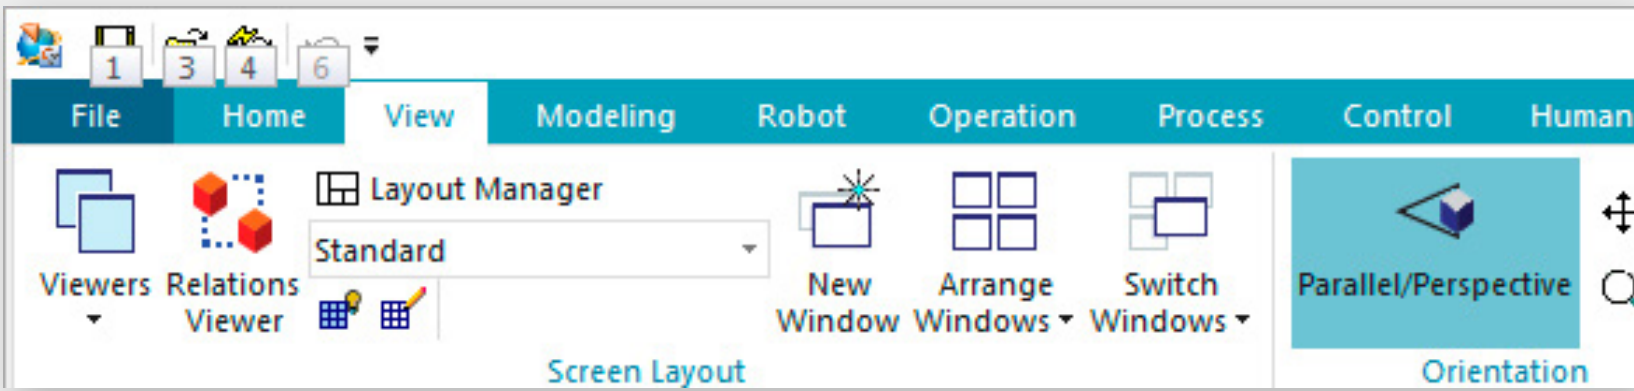 1 3 4 6
File Home View Modeling Robot Operation Process Control Human
Layout Manager
Standard
Viewers Relations Viewer New Window Arrange Windows Switch Windows Parallel/Perspective
Screen Layout Orientation